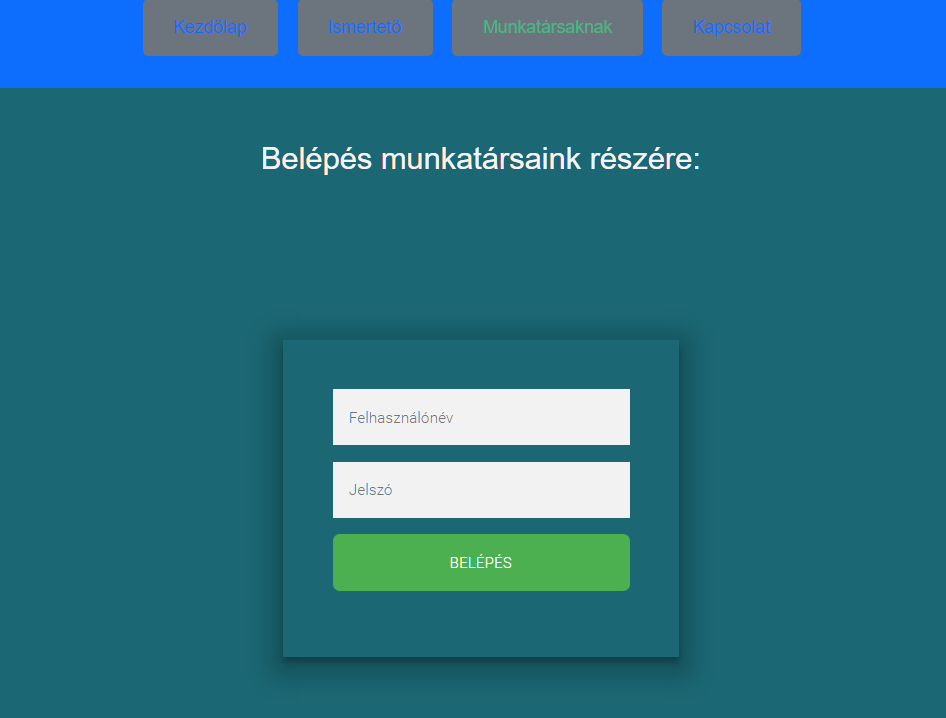 Kezdőlap Ismertető Munkatársaknak Kapcsolat
Belépés munkatársaink részére:
Felhasználónév
Jelszó
BELÉPÉS